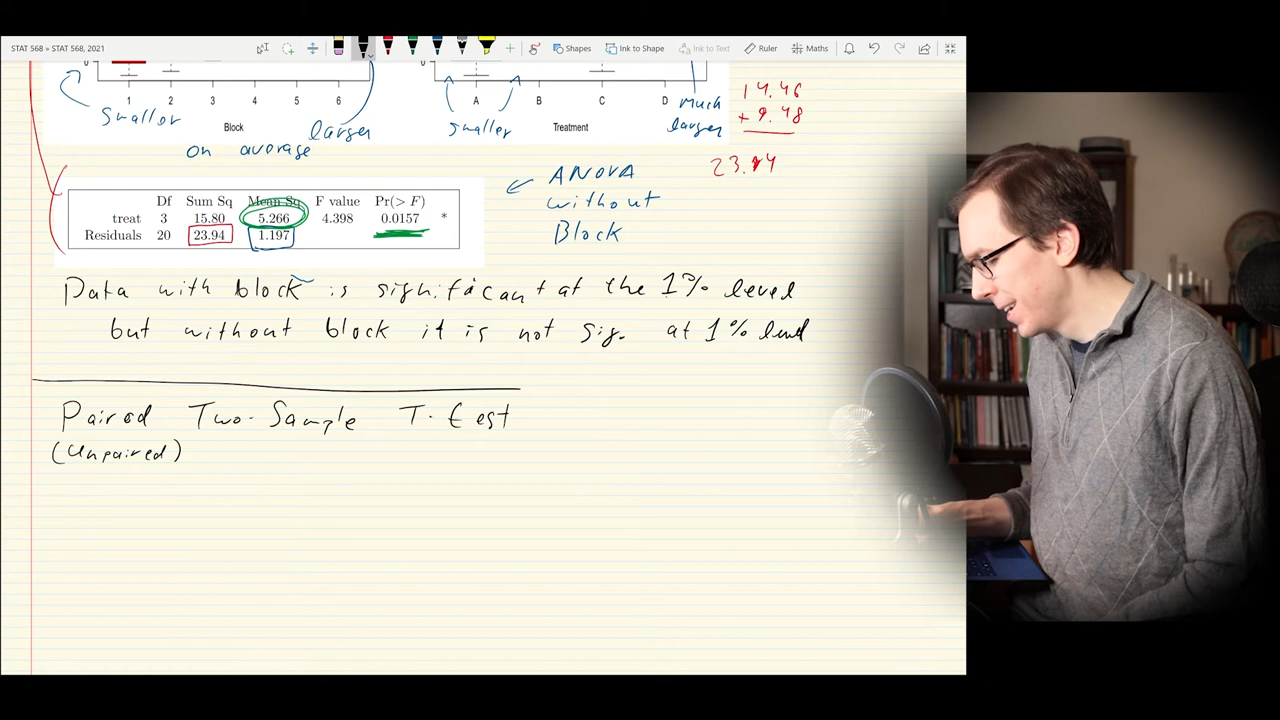 STAT 568 » STAT 568, 2021
Shapes
Ink to Shape
Ink to Text
Ruler
Maths
0
0
1 2 3 4 5 6
Block
smaller
larger
on average
A B C D
Treatment
smaller
much
larger
14.46
+ 9.48
23.94
Df Sum Sq Mean Sq F value Pr(> F)
treat 3 15.80 5.266 4.398 0.0157 *
Residuals 20 23.94 1.197
ANOVA
without
Block
Data with block is significant at the 1% level
but without block it is not sig. at 1% level
Paired Two-Sample T-test
(Unpaired)